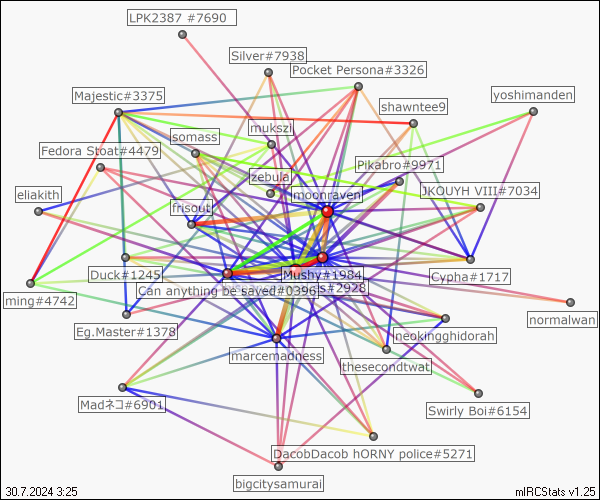 LPK2387 #7690
Silver#7938
Pocket Persona#3326
Majestic#3375
shawntee9
yoshimanden
mukszi
somass
Fedora Stoat#4479
Pikabro#9971
zebula
JKOUYH VIII#7034
eliakith
moonraven
frisout
Duck#1245
Mushy#1984
Cypha#1717
Can anything be saved#0396
s#2928
ming#4742
normalwan
Eg.Master#1378
neokingghidorah
marcemadness
thesecondtwat
Madネコ#6901
Swirly Boi#6154
DacobDacob hORNY police#5271
bigcitysamurai
30.7.2024 3:25
mIRCStats v1.25